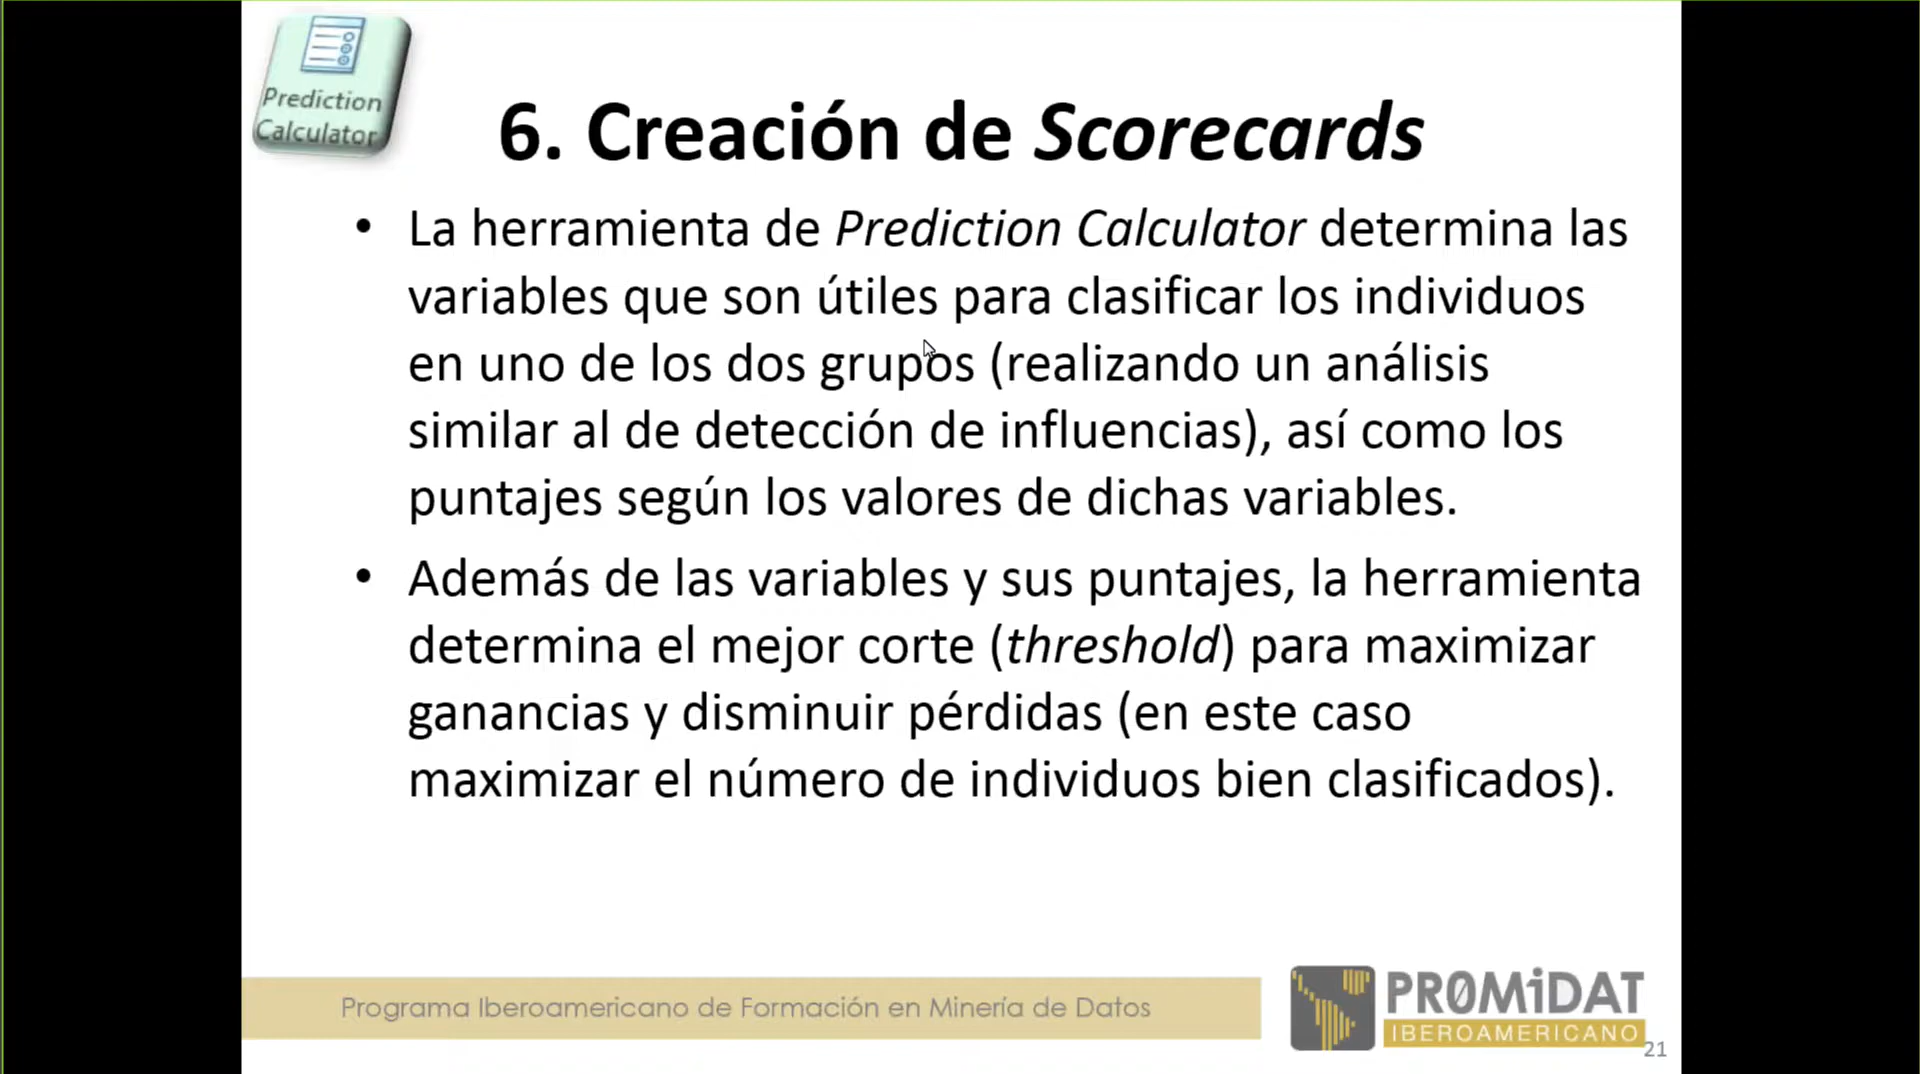 Prediction
Calculator
6. Creación de Scorecards
• La herramienta de Prediction Calculator determina las
variables que son útiles para clasificar los individuos
en uno de los dos grupos (realizando un análisis
similar al de detección de influencias), así como los
puntajes según los valores de dichas variables.
• Además de las variables y sus puntajes, la herramienta
determina el mejor corte (threshold) para maximizar
ganancias y disminuir pérdidas (en este caso
maximizar el número de individuos bien clasificados).
Programa Iberoamericano de Formación en Minería de Datos
PR0MiDAT
IBEROAMERICANO
21